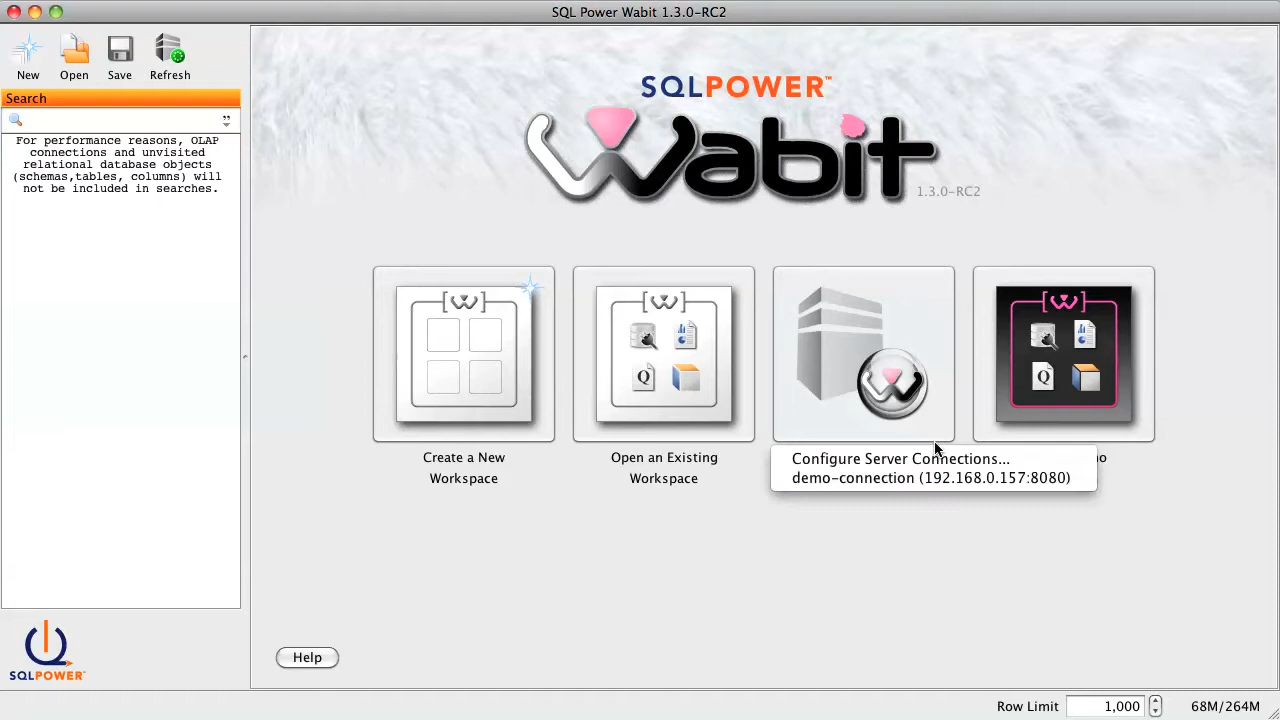 SQL Power Wabit 1.3.0-RC2
New
Open
Save
Refresh
Search
For performance reasons, OLAP
connections and unvisited
relational database objects
(schemas,tables, columns) will
not be included in searches.
SQLPOWER™
Wabit
1.3.0-RC2
W
W
Q
W
W
Q
Create a New
Workspace
Open an Existing
Workspace
o
Configure Server Connections...
demo-connection (192.168.0.157:8080)
Help
SQLPOWER
Row Limit
1,000
68M/264M